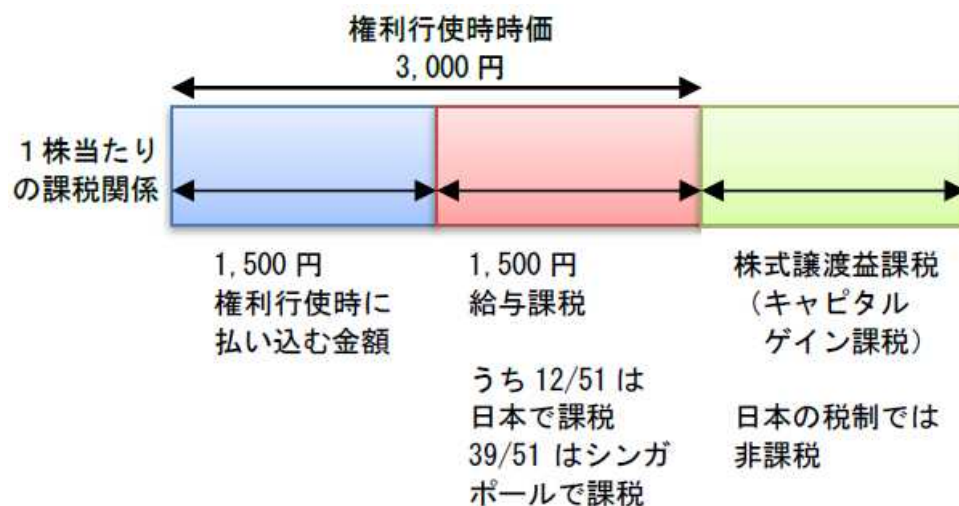 権利行使時時価
3,000 円
１株当たり
の課税関係
1,500 円
権利行使時に
払い込む金額
1,500 円
給与課税
うち 12/51 は
日本で課税
39/51 はシンガ
ポールで課税
株式譲渡益課税
（キャピタル
ゲイン課税）
日本の税制では
非課税